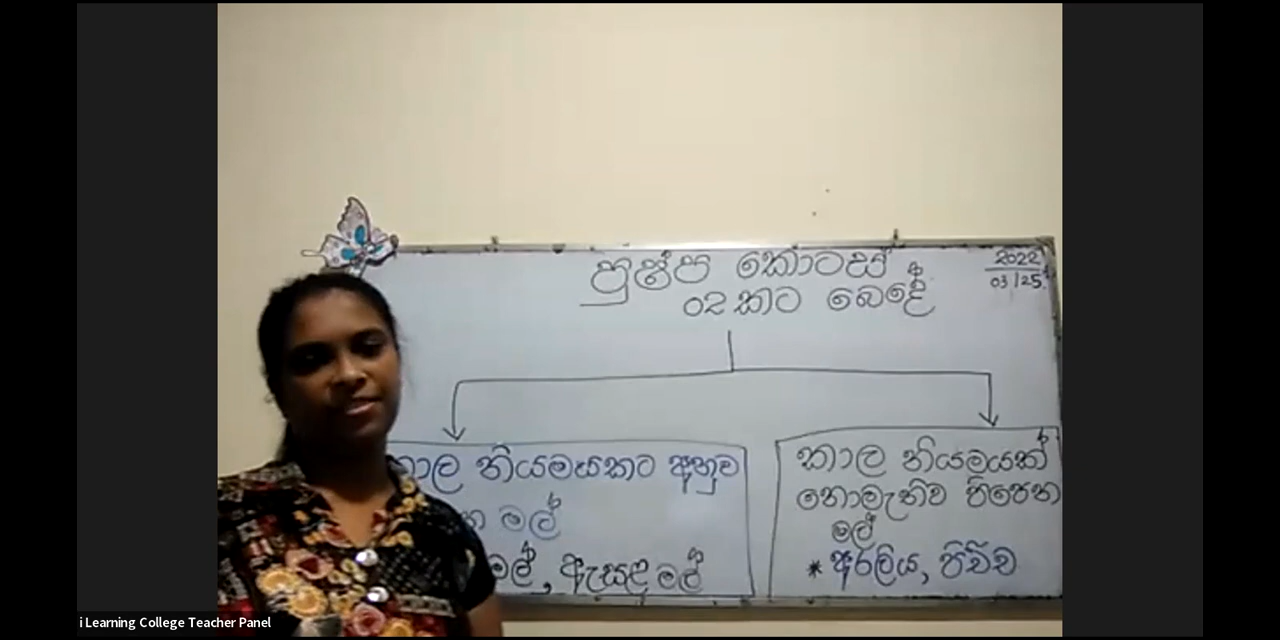 පුෂ්ප කොටස්
02කට බෙදේ
2022
03/25
කාල නියමයකට අනුව
මල්
මල්, ඇසළ මල්
කාල නියමයක්
නොමැතිව පිපෙන
මල්
* අරලිය, පිච්ච
i Learning College Teacher Panel